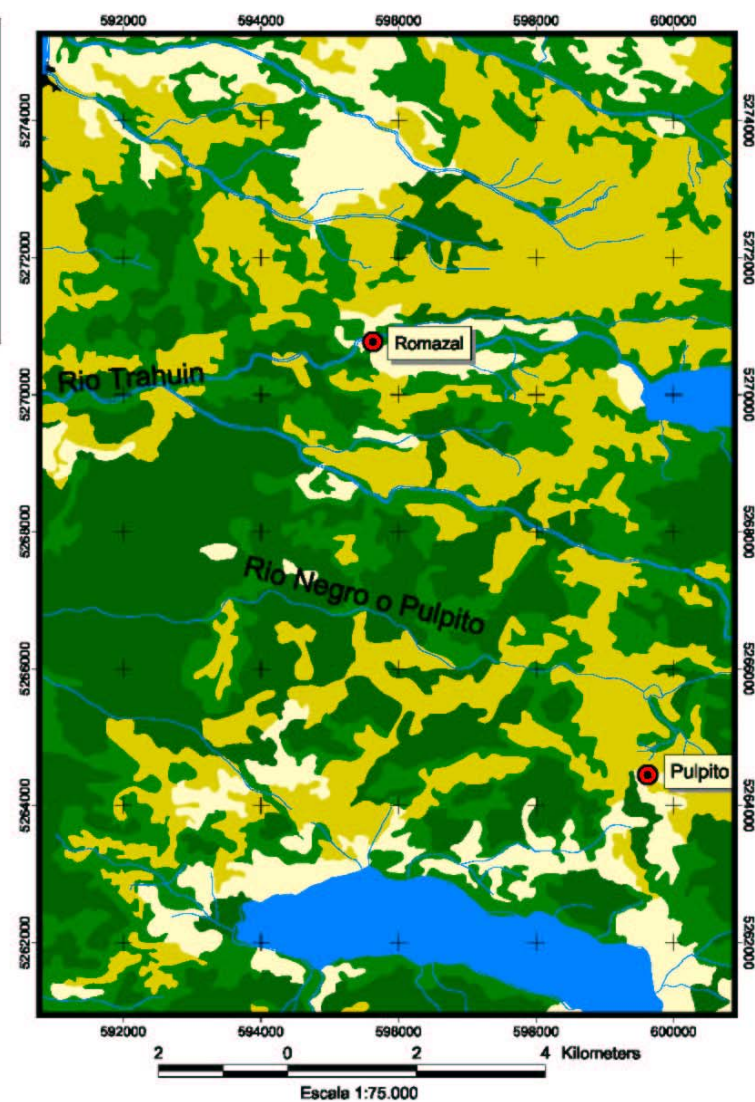 592000 594000 596000 598000 600000
5274000 5274000
5272000 5272000
Romazal
Rio Trahuin
5270000 5270000
5268000 5268000
Rio Negro o Pulpito
5266000 5266000
Pulpito
5264000 5264000
5262000 5262000
592000 594000 596000 598000 600000
2 0 2 4 Kilometers
Escala 1:75.000